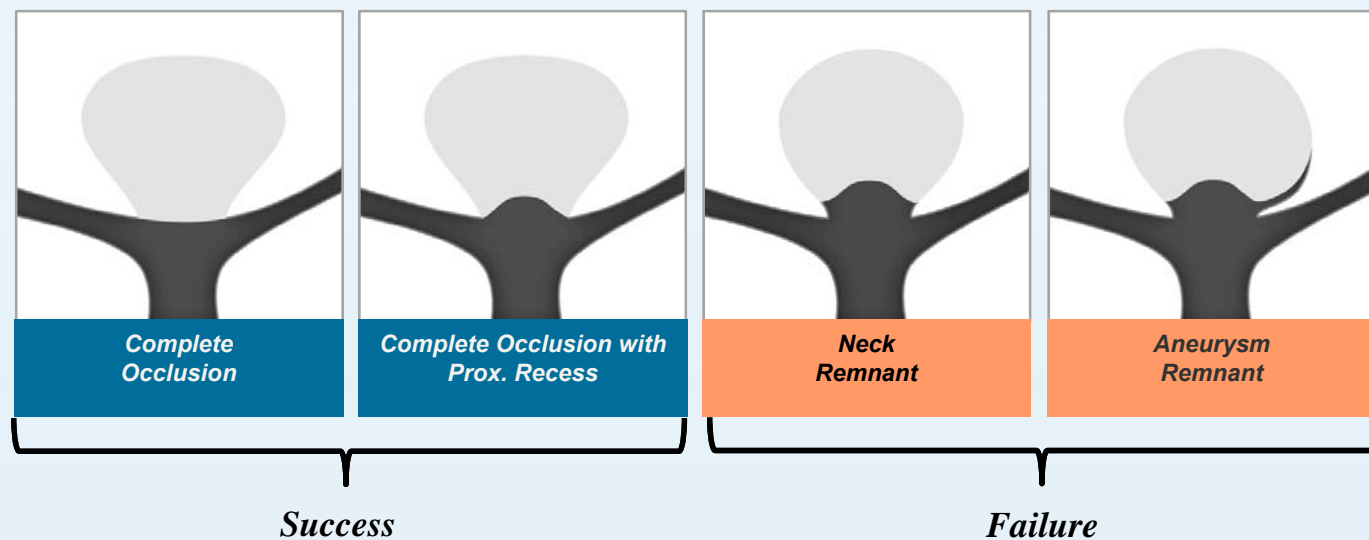 Complete
Occlusion
Complete Occlusion with
Prox. Recess
Neck
Remnant
Aneurysm
Remnant
Success
Failure